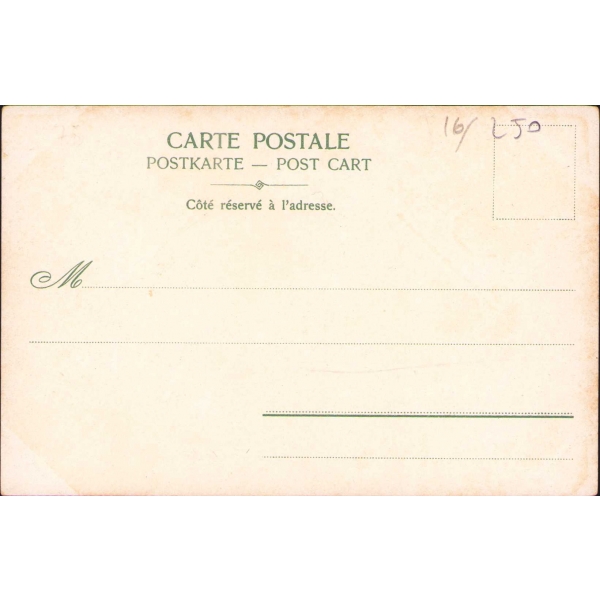 16/ 250
CARTE POSTALE
POSTKARTE — POST CART
Côté réservé à l'adresse.
M